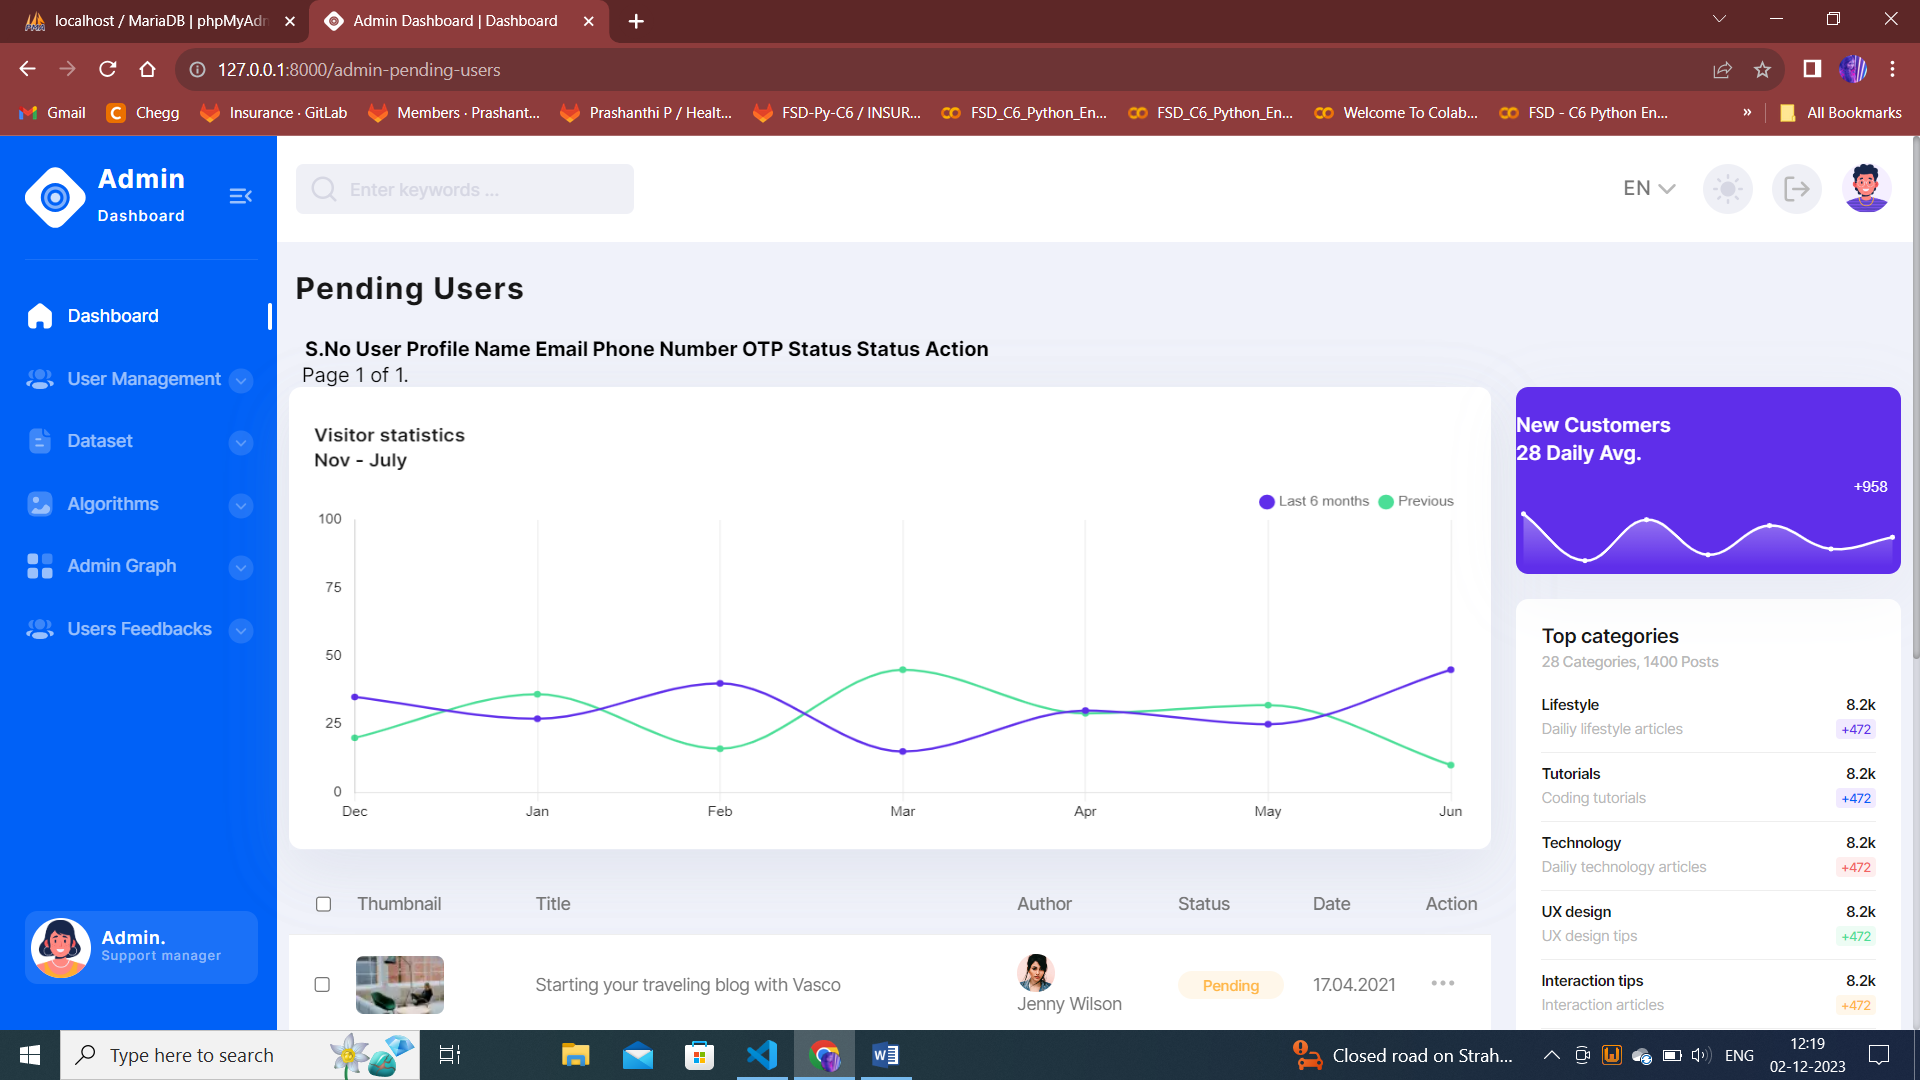 localhost / MariaDB | phpMyAdm
Admin Dashboard | Dashboard
127.0.0.1:8000/admin-pending-users
Gmail
Chegg
Insurance · GitLab
Members · Prashant...
Prashanthi P / Healt...
FSD-Py-C6 / INSUR...
FSD_C6_Python_En...
FSD_C6_Python_En...
Welcome To Colab...
FSD - C6 Python En...
»
All Bookmarks
Admin
Dashboard
Enter keywords ...
EN
Dashboard
User Management
Dataset
Algorithms
Admin Graph
Users Feedbacks
Admin.
Support manager
Pending Users
S.No User Profile Name Email Phone Number OTP Status Status Action
Page 1 of 1.
Visitor statistics
Nov - July
Last 6 months
Previous
100
75
50
25
0
Dec Jan Feb Mar Apr May Jun
New Customers
28 Daily Avg.
+958
Top categories
28 Categories, 1400 Posts
Lifestyle 8.2k
Dailiy lifestyle articles +472
Tutorials 8.2k
Coding tutorials +472
Technology 8.2k
Dailiy technology articles +472
UX design 8.2k
UX design tips +472
Interaction tips 8.2k
Interaction articles +472
Thumbnail Title Author Status Date Action
Starting your traveling blog with Vasco
Jenny Wilson
Pending
17.04.2021
Type here to search
Closed road on Strah...
ENG
12:19
02-12-2023